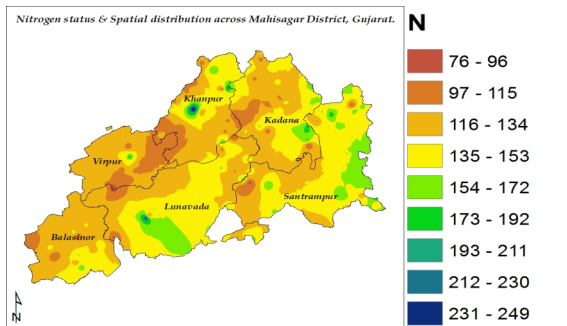 Nitrogen status & Spatial distribution across Mahisagar District, Gujarat.
N
76 - 96
97 - 115
116 - 134
135 - 153
154 - 172
173 - 192
193 - 211
212 - 230
231 - 249
Khanpur
Kadana
Virpur
Lunavada
Santrampur
Balasinor
N